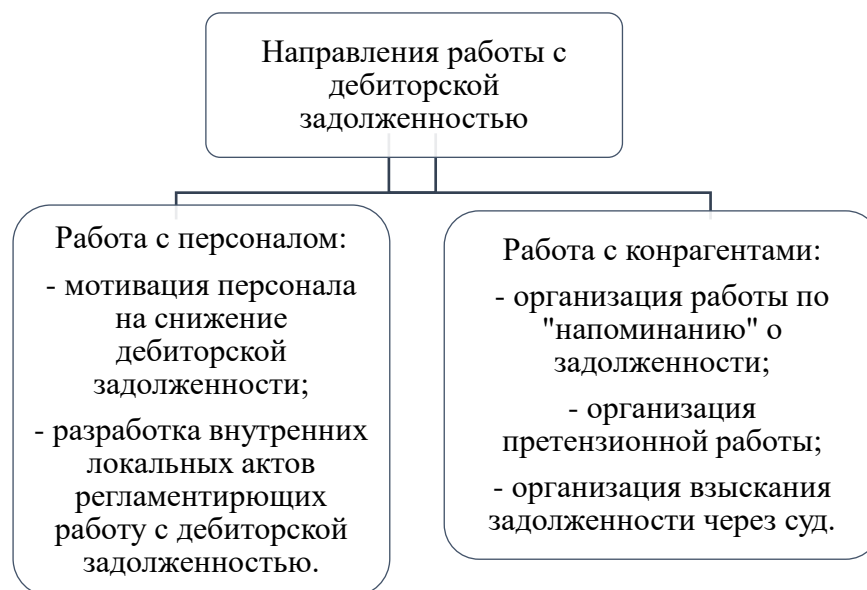 Направления работы с
дебиторской
задолженностью
Работа с персоналом:
- мотивация персонала
на снижение
дебиторской
задолженности;
- разработка внутренних
локальных актов
регламентирющих
работу с дебиторской
задолженностью.
Работа с конрагентами:
- организация работы по
"напоминанию" о
задолженности;
- организация
претензионной работы;
- организация взыскания
задолженности через суд.